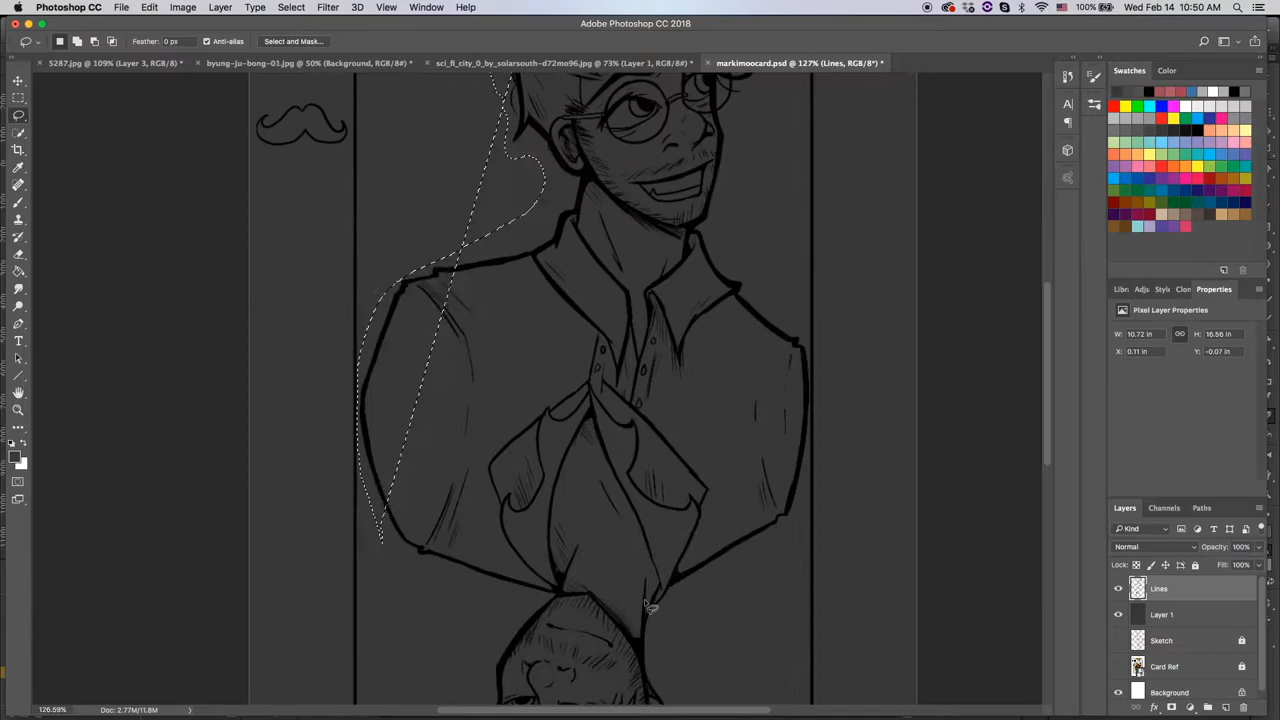 Photoshop CC File Edit Image Layer Type Select Filter 3D View Window Help 100% Wed Feb 14 10:50 AM
Adobe Photoshop CC 2018
Feather: 0 px Anti-alias Select and Mask...
5287.jpg @ 109% (Layer 3, RGB/8) * byung-ju-bong-01.jpg @ 50% (Background, RGB/8#) * sci_fi_city_0_by_solarsouth-d72mo96.jpg @ 73% (Layer 1, RGB/8#) * markimoocard.psd @ 127% (Lines, RGB/8*) *
Swatches Color
Libr Adju Style Clon Properties
Pixel Layer Properties
W: 10.72 in H: 16.56 in
X: 0.11 in Y: -0.07 in
Layers Channels Paths
Kind
Normal Opacity: 100%
Lock: Fill: 100%
Lines
Layer 1
Sketch
Card Ref
Background
126.59% Doc: 2.77M/11.8M